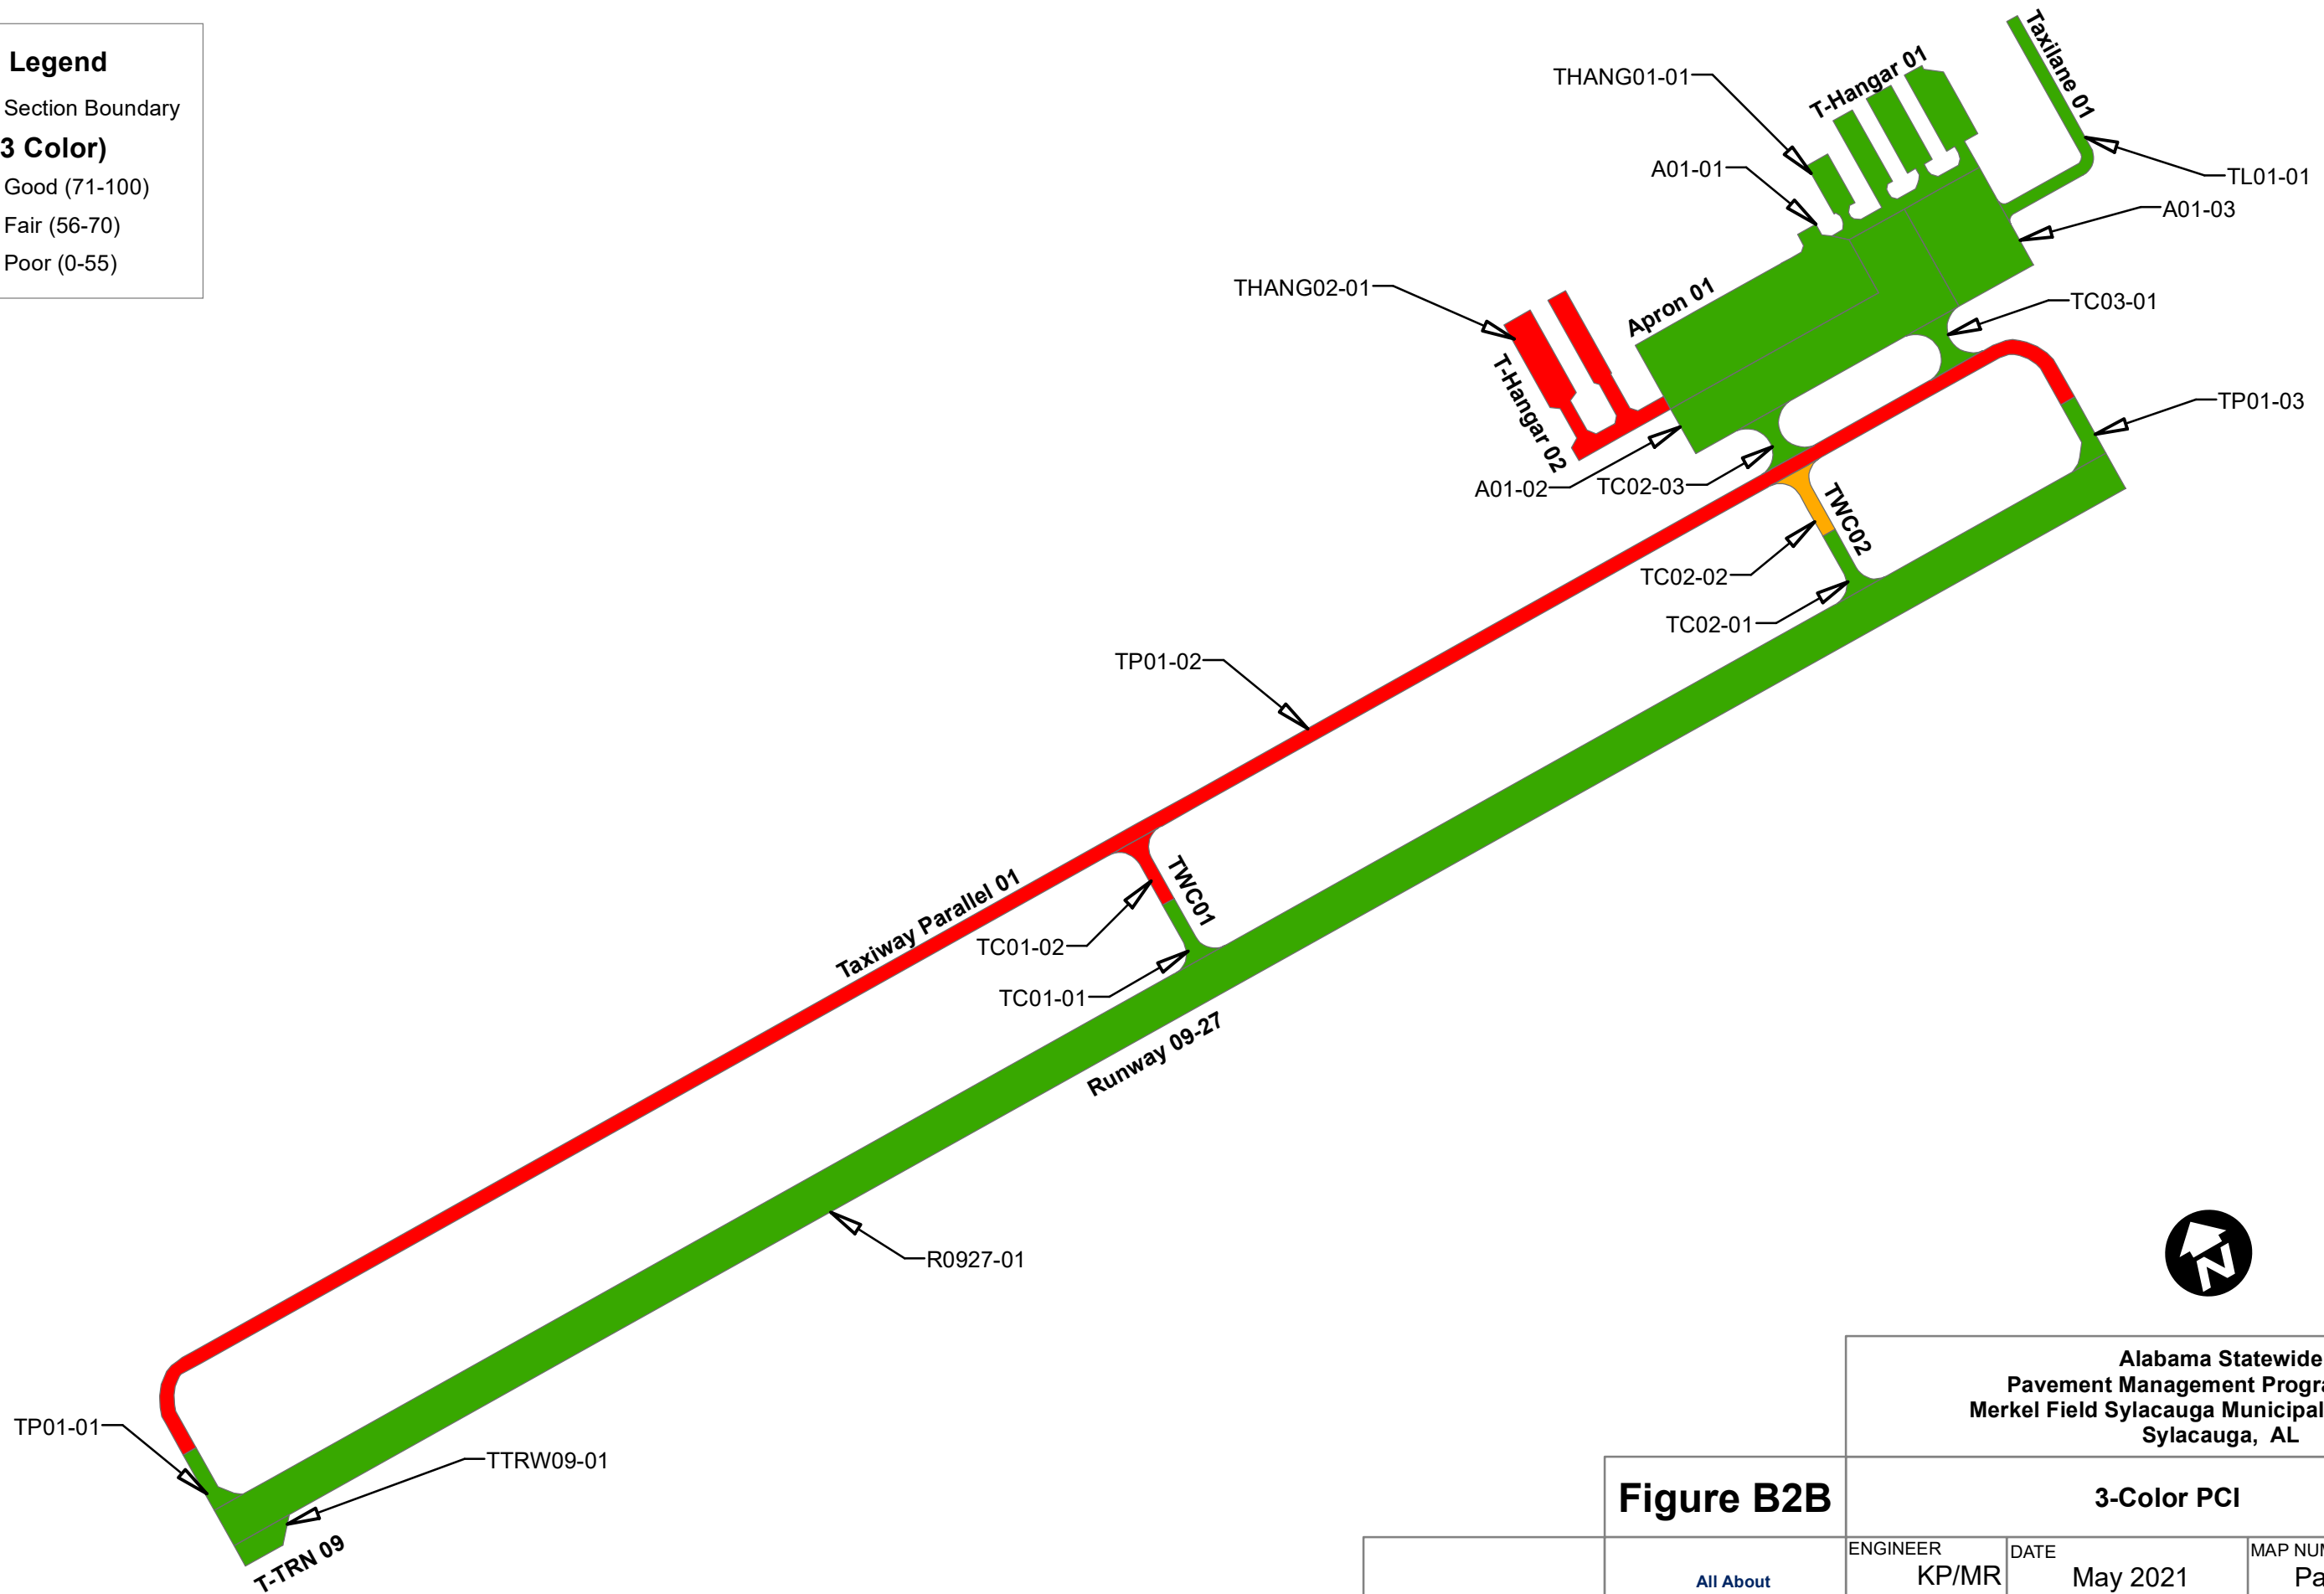 Legend
Section Boundary
3 Color)
Good (71-100)
Fair (56-70)
Poor (0-55)
Taxilane 01
T-Hangar 01
THANG01-01
A01-01
TL01-01
A01-03
THANG02-01
Apron 01
TC03-01
T-Hangar 02
TP01-03
A01-02
TC02-03
TWC02
TC02-02
TC02-01
TP01-02
TWC01
Taxiway Parallel 01
TC01-02
TC01-01
Runway 09-27
R0927-01
TP01-01
TTRW09-01
T-TRN 09
N
Alabama Statewide
Pavement Management
Merkel Field Sylacauga Municipal
Sylacauga, AL
Figure B2B
3-Color PCI
ENGINEER
KP/MR
DATE
May 2021
MAP
All About